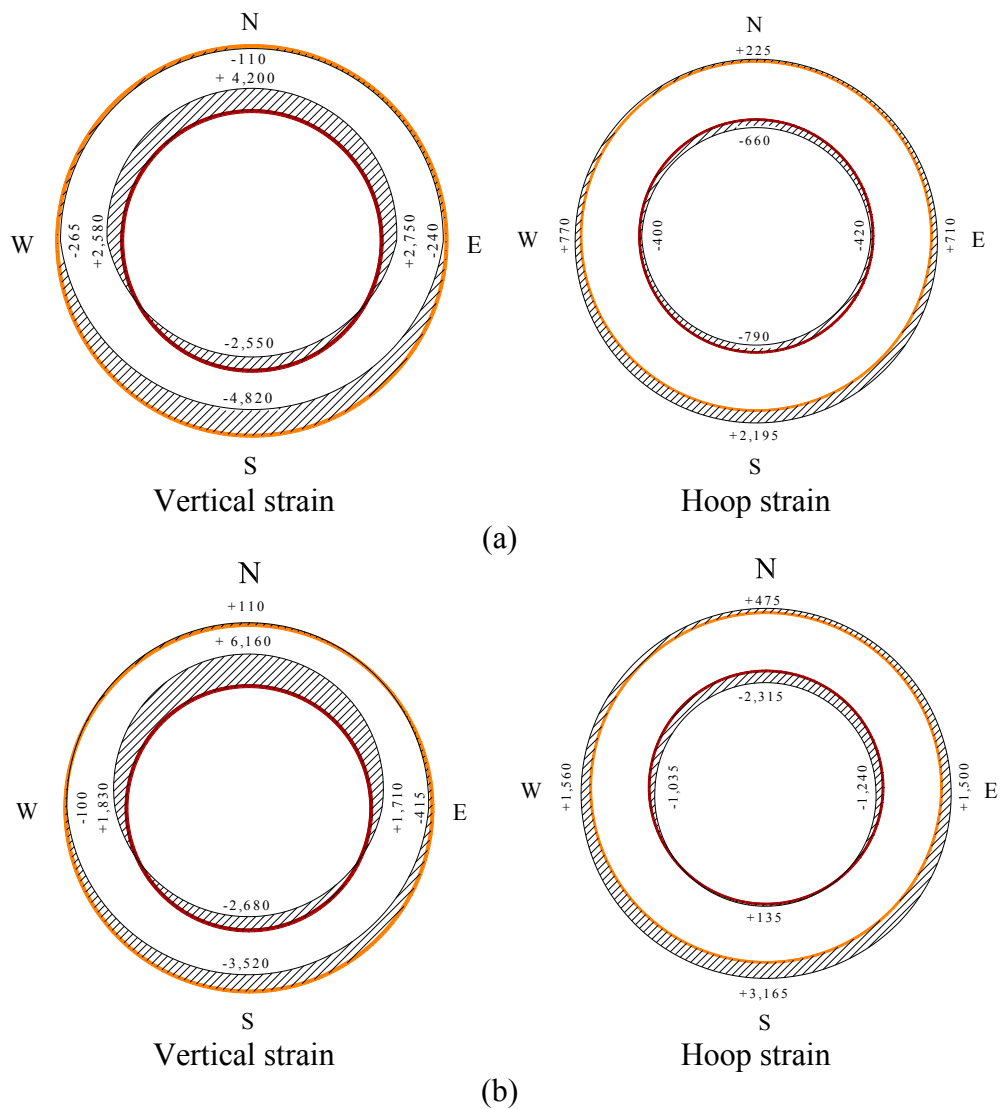 N
-110
+ 4,200
W
-265
+2,580
+2,750
-240
E
-2,550
-4,820
S
Vertical strain
N
+225
-660
W
+770
-400
-420
+710
E
-790
+2,195
S
Hoop strain
(a)
N
+110
+ 6,160
W
-100
+1,830
+1,710
-415
E
-2,680
-3,520
S
Vertical strain
N
+475
-2,315
W
+1,560
-1,035
-1,240
+1,500
E
+135
+3,165
S
Hoop strain
(b)